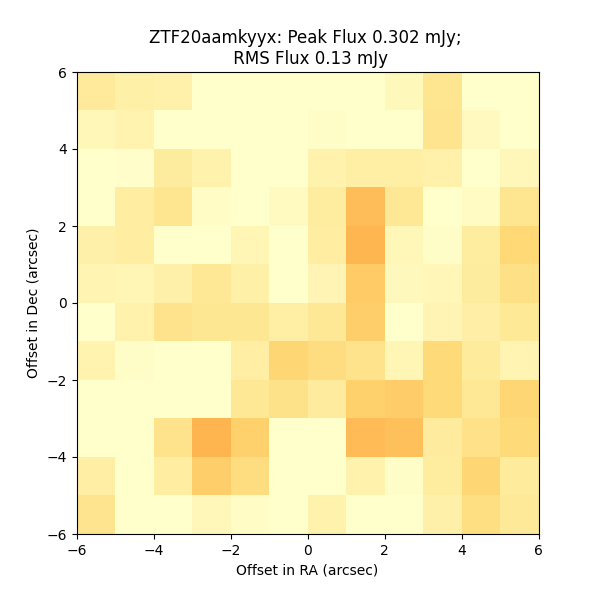 ZTF20aamkyyx: Peak Flux 0.302 mJy;
RMS Flux 0.13 mJy
6
4
2
0
−2
−4
−6
Offset in Dec (arcsec)
−6 −4 −2 0 2 4 6
Offset in RA (arcsec)